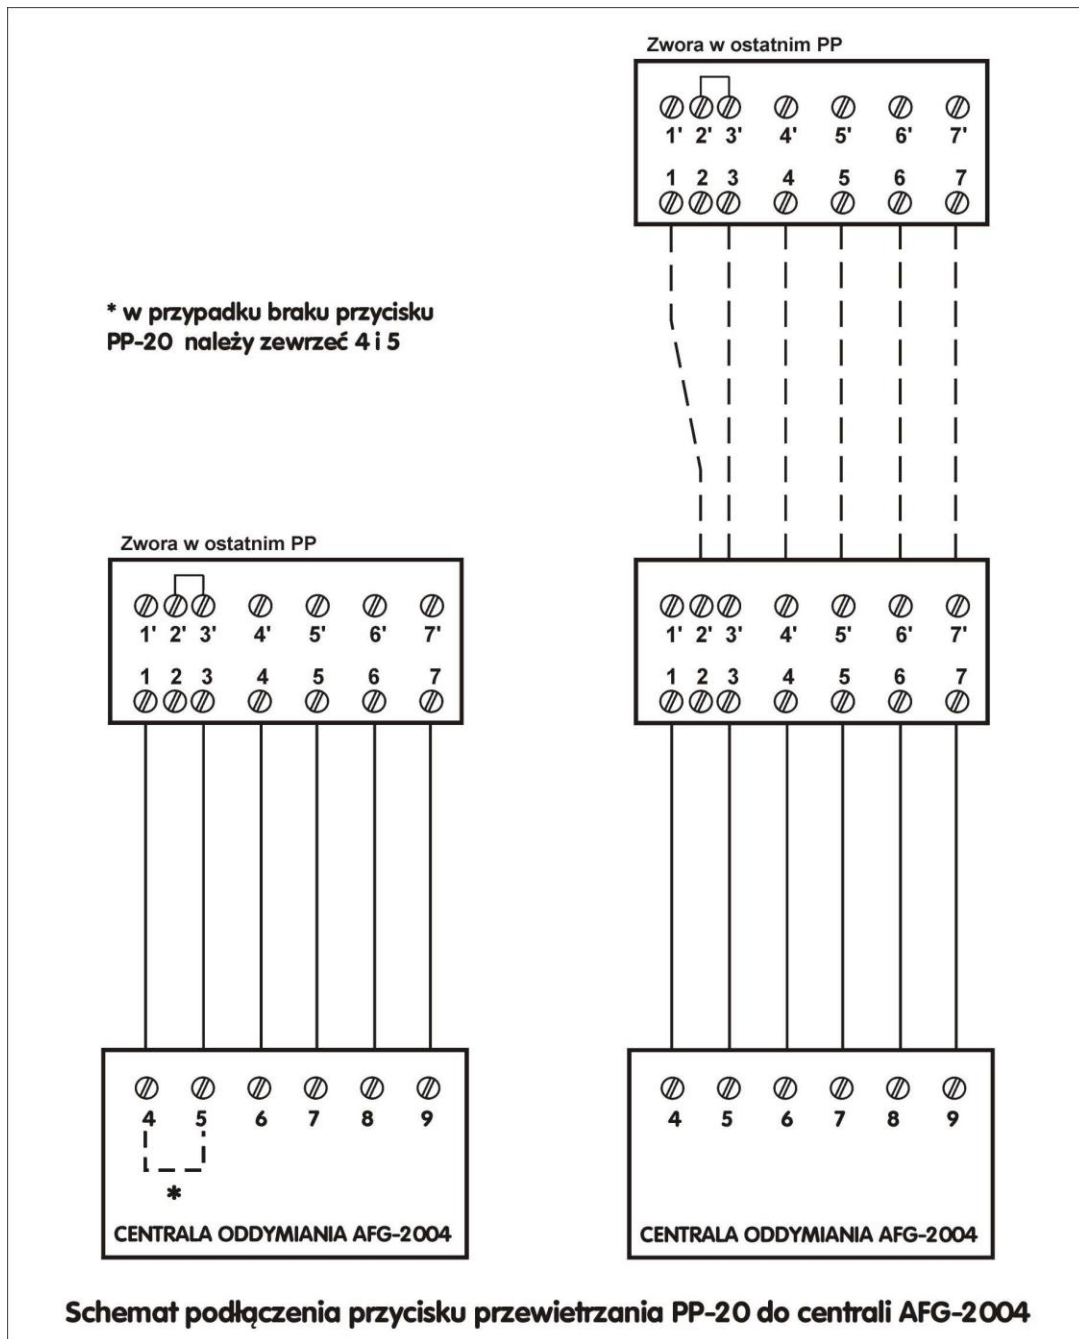 Zwora w ostatnim PP
1' 2' 3' 4' 5' 6' 7'
1 2 3 4 5 6 7
* w przypadku braku przycisku
PP-20 należy zewrzeć 4 i 5
Zwora w ostatnim PP
1' 2' 3' 4' 5' 6' 7'
1 2 3 4 5 6 7
1' 2' 3' 4' 5' 6' 7'
1 2 3 4 5 6 7
4 5 6 7 8 9
*
CENTRALA ODDYMIANIA AFG-2004
4 5 6 7 8 9
CENTRALA ODDYMIANIA AFG-2004
Schemat podłączenia przycisku przewietrzania PP-20 do centrali AFG-2004